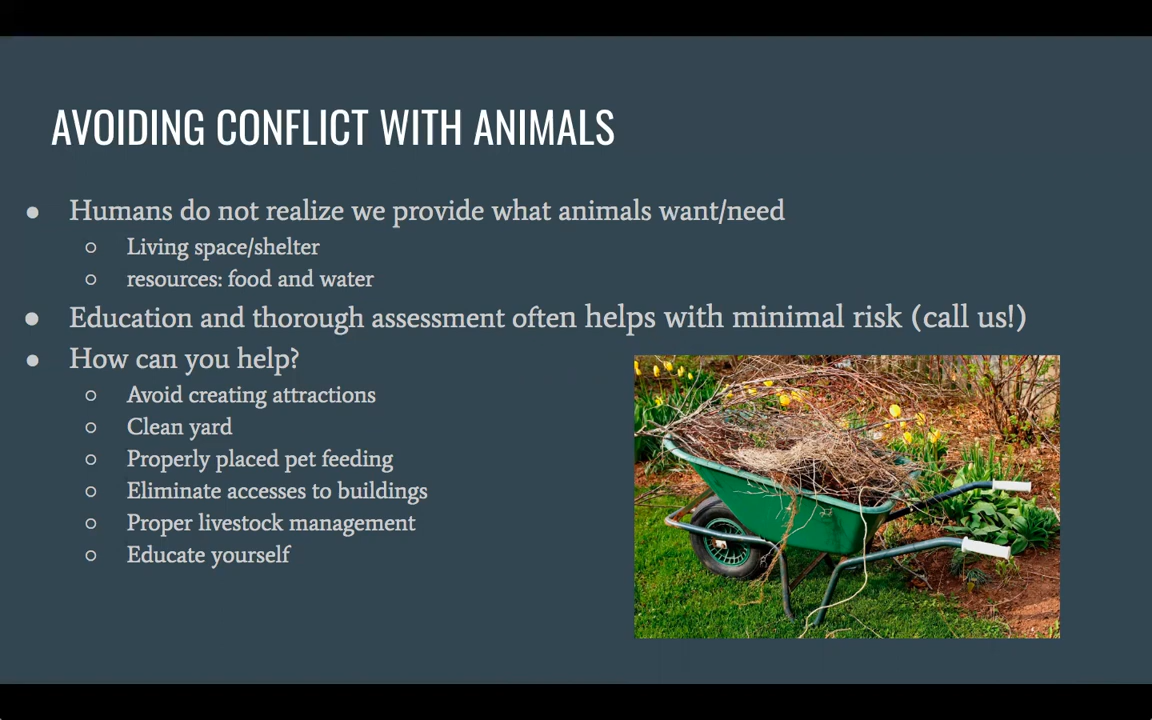 AVOIDING CONFLICT WITH ANIMALS
● Humans do not realize we provide what animals want/need
○ Living space/shelter
○ resources: food and water
● Education and thorough assessment often helps with minimal risk (call us!)
● How can you help?
○ Avoid creating attractions
○ Clean yard
○ Properly placed pet feeding
○ Eliminate accesses to buildings
○ Proper livestock management
○ Educate yourself